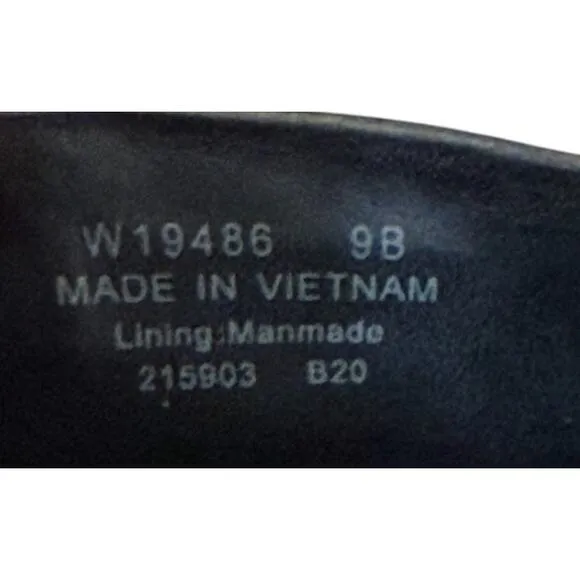 W19486 9B
MADE IN VIETNAM
Lining:Manmade
215903 B20